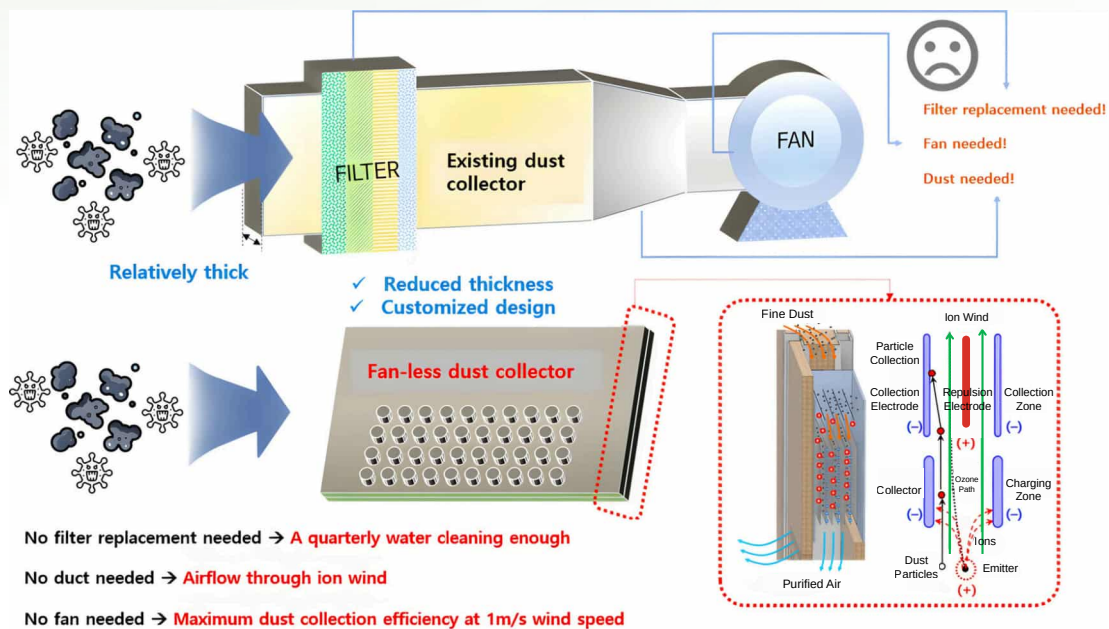 Filter replacement needed!
Fan needed!
Dust needed!
FILTER
Existing dust
collector
FAN
Relatively thick
✓ Reduced thickness
✓ Customized design
Fan-less dust collector
Fine Dust
Purified Air
Ion Wind
Particle
Collection
Collection
Electrode
Repulsion
Electrode
Collection
Zone
(−)
(+)
(−)
Collector
Ozone
Path
Charging
Zone
(−)
(−)
Ions
Dust
Particles
Emitter
(+)
No filter replacement needed → A quarterly water cleaning enough
No duct needed → Airflow through ion wind
No fan needed → Maximum dust collection efficiency at 1m/s wind speed